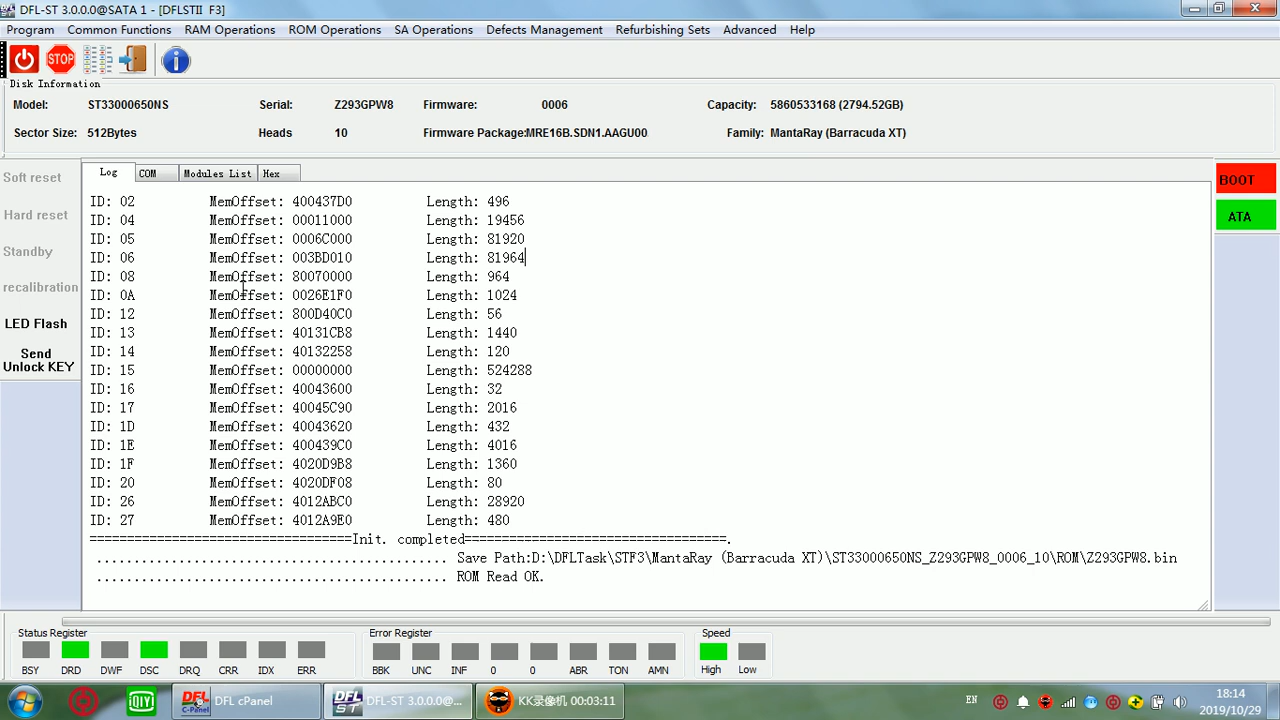 DFL-ST 3.0.0.0@SATA 1 - [DFLSTII F3]
Program Common Functions RAM Operations ROM Operations SA Operations Defects Management Refurbishing Sets Advanced Help
STOP
Disk Information
Model: ST33000650NS Serial: Z293GPW8 Firmware: 0006 Capacity: 5860533168 (2794.52GB)
Sector Size: 512Bytes Heads 10 Firmware Package:MRE16B.SDN1.AAGU00 Family: MantaRay (Barracuda XT)
Log COM Modules List Hex
Soft reset
Hard reset
Standby
recalibration
LED Flash
Send
Unlock KEY
ID: 02 MemOffset: 400437D0 Length: 496
ID: 04 MemOffset: 00011000 Length: 19456
ID: 05 MemOffset: 0006C000 Length: 81920
ID: 06 MemOffset: 003BD010 Length: 81964
ID: 08 MemOffset: 80070000 Length: 964
ID: 0A MemOffset: 0026E1F0 Length: 1024
ID: 12 MemOffset: 800D40C0 Length: 56
ID: 13 MemOffset: 40131CB8 Length: 1440
ID: 14 MemOffset: 40132258 Length: 120
ID: 15 MemOffset: 00000000 Length: 524288
ID: 16 MemOffset: 40043600 Length: 32
ID: 17 MemOffset: 40045C90 Length: 2016
ID: 1D MemOffset: 40043620 Length: 432
ID: 1E MemOffset: 400439C0 Length: 4016
ID: 1F MemOffset: 4020D9B8 Length: 1360
ID: 20 MemOffset: 4020DF08 Length: 80
ID: 26 MemOffset: 4012ABC0 Length: 28920
ID: 27 MemOffset: 4012A9E0 Length: 480
===================================Init. completed===================================.
............................................... Save Path:D:\DFLTask\STF3\MantaRay (Barracuda XT)\ST33000650NS_Z293GPW8_0006_10\ROM\Z293GPW8.bin
............................................... ROM Read OK.
BOOT
ATA
Status Register Error Register Speed
BSY DRD DWF DSC DRQ CRR IDX ERR BBK UNC INF 0 0 ABR TON AMN High Low
QIY DFL C-Panel DFL cPanel DFL ST DFL-ST 3.0.0.0@SATA... KK录像机 00:03:11 EN 18:14
2019/10/29